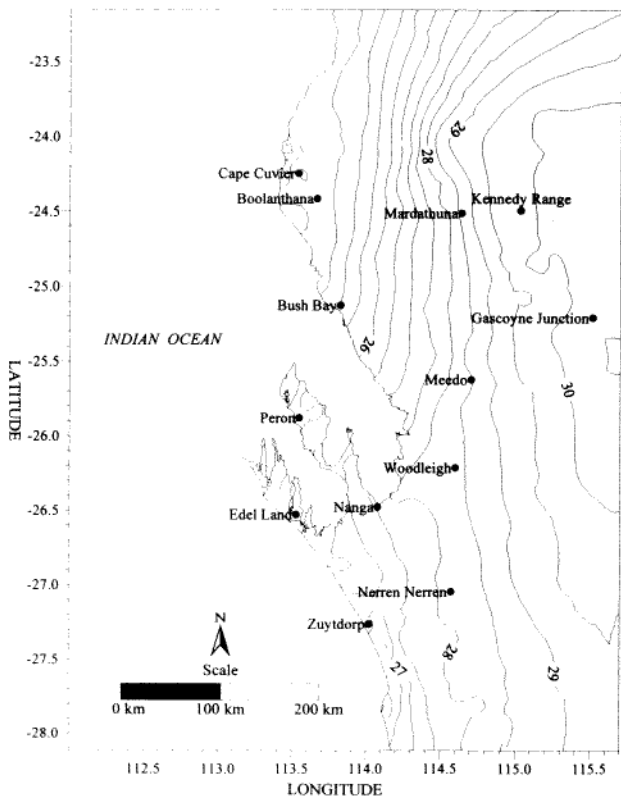 -23.5
-24.0
29
28
Cape Cuvier
Kennedy Range
Boolanthana
-24.5
Mardathuna
-25.0
Bush Bay
Gascoyne Junction
INDIAN OCEAN
26
-25.5
LATITUDE
Meedo
30
Peron
-26.0
Woodleigh
-26.5
Nanga
Edel Land
-27.0
Nerren Nerren
N
Zuytdorp
Scale
28
27
29
-27.5
0 km 100 km 200 km
-28.0
112.5 113.0 113.5 114.0 114.5 115.0 115.5
LONGITUDE